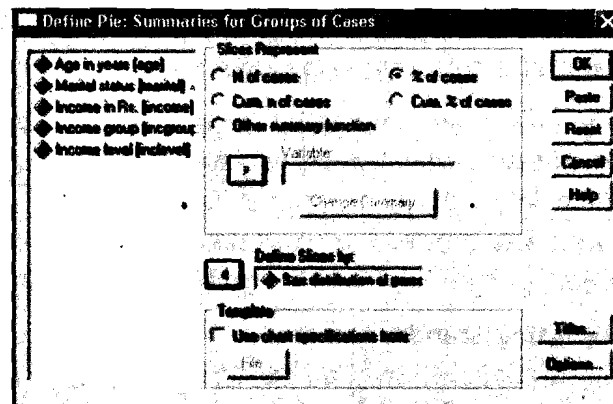 Define Pie: Summaries for Groups of Cases
Age in years [age]
Marital status [marital]
Income in Rs. [income]
Income group [incgroup
Income level [inclevel]
Slices Represent
N of cases
% of cases
Cum. n of cases
Cum. % of cases
Other summary function
Variable:
Change Summary
Define Slices by:
Sex distribution of
Template
Use chart specifications from:
File
OK
Paste
Reset
Cancel
Help
Titles...
Options...